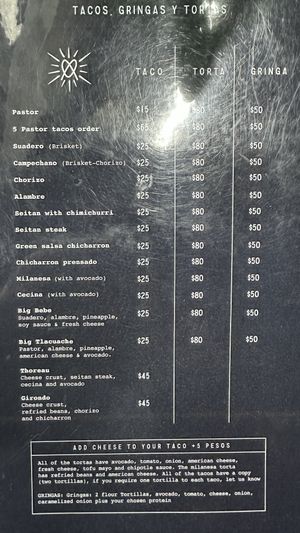 TACOS, GRINGAS Y TORTAS
TACO TORTA GRINGA
Pastor $15 $80 $50
5 Pastor tacos order $65 $80 $50
Suadero (Brisket) $25 $80 $50
Campechano (Brisket-Chorizo) $25 $80 $50
Chorizo $25 $80 $50
Alambre $25 $80 $50
Seitan with chimichurri $25 $80 $50
Seitan steak $25 $80 $50
Green salsa chicharron $25 $80 $50
Chicharron prensado $25 $80 $50
Milanesa (with avocado) $25 $80 $50
Cecina (with avocado) $25 $80 $50
Big Bebo $25 $80 $50
Suadero, alambre, pineapple,
soy sauce & fresh cheese
Big Tlacuache $25 $80 $50
Pastor, alambre, pineapple,
american cheese & avocado.
Thoreau $45
Cheese crust, seitan steak,
cecina and avocado
Girondo $45
Cheese crust,
refried beans, chorizo
and chicharron
ADD CHEESE TO YOUR TACO +5 PESOS
All of the tortas have avocado, tomato, onion, american cheese,
fresh cheese, tofu mayo and chipotle sauce. The milanesa torta
has refried beans and american cheese. All of the tacos have a copy
(two tortillas), if you require one tortilla to each taco, let us know
GRINGAS: Gringas: 2 flour Tortillas, avocado, tomato, cheese, onion,
caramelized onion plus your chosen protein